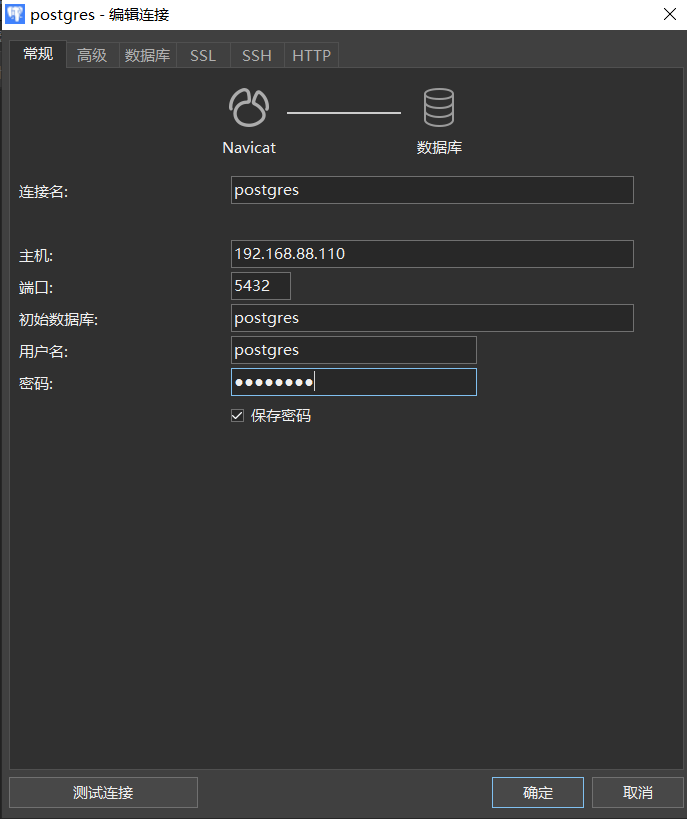 postgres - 编辑连接
常规 高级 数据库 SSL SSH HTTP
Navicat 数据库
连接名: postgres
主机: 192.168.88.110
端口: 5432
初始数据库: postgres
用户名: postgres
密码: ●●●●●●●●
保存密码
测试连接 确定 取消